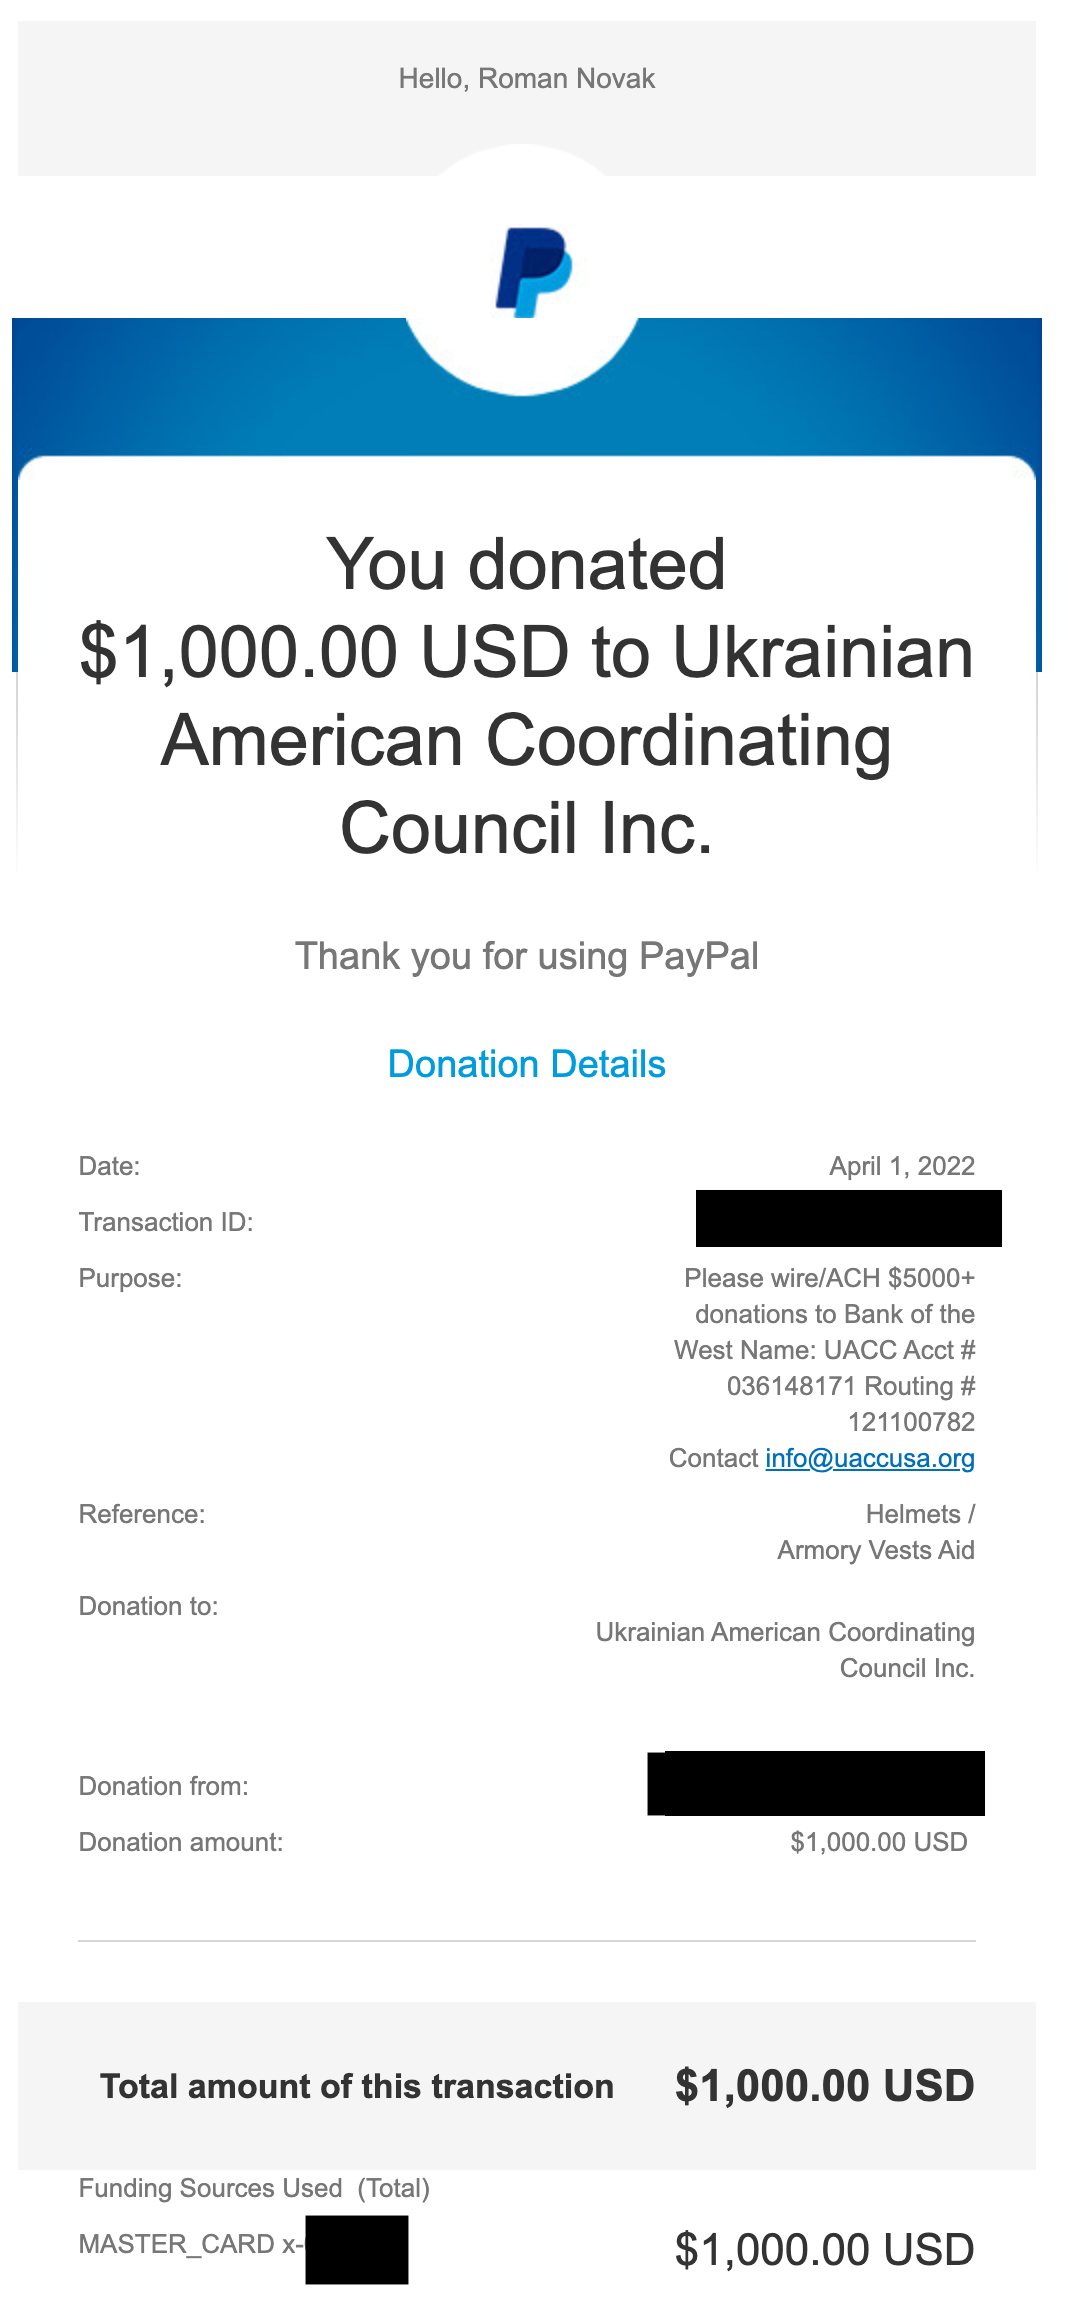 Hello, Roman Novak
You donated
$1,000.00 USD to Ukrainian
American Coordinating
Council Inc.
Thank you for using PayPal
Donation Details
Date: April 1, 2022
Transaction ID:
Purpose: Please wire/ACH $5000+
donations to Bank of the
West Name: UACC Acct #
036148171 Routing #
121100782
Contact info@uaccusa.org
Reference: Helmets /
Armory Vests Aid
Donation to:
Ukrainian American Coordinating
Council Inc.
Donation from:
Donation amount: $1,000.00 USD
Total amount of this transaction $1,000.00 USD
Funding Sources Used (Total)
MASTER_CARD x- $1,000.00 USD